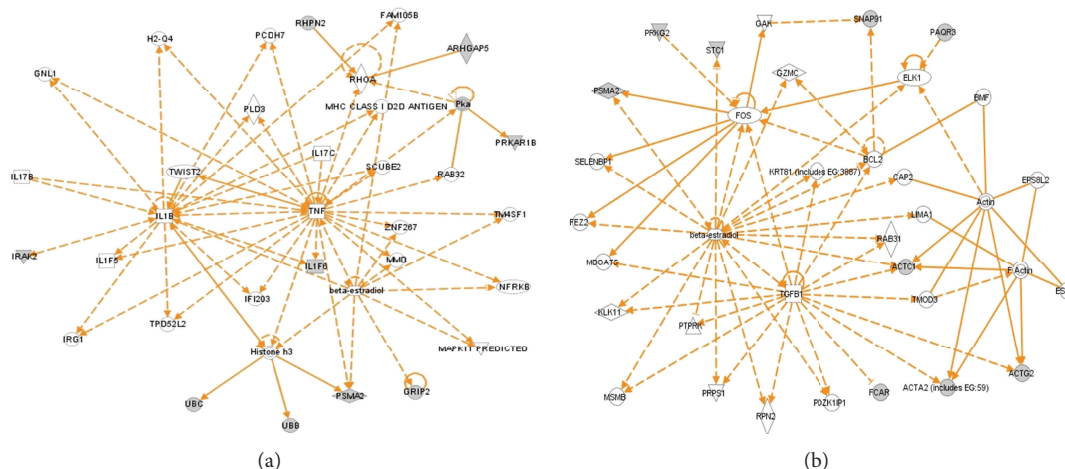 FAM105B
RHPN2
H2-Q4
PCDH7
ARHGAP5
RHOA
GNL1
PLD3
MHC CLASS I D2D ANTIGEN
Pka
IL17C
PRKAR1B
TWIST2
SCUBE2
RAB32
IL17B
IL1B
TNF
TM4SF1
ZNF267
IRAK2
IL1F5
IL1F6
beta-estradiol
NFRKB
IFI203
TPD52L2
IRG1
Histone h3
MAPK11 PREDICTED
UBC
PSMA2
GRIP2
UBB
(a)
PRKG2
GAK
SNAP91
STC1
PAQR3
GZMC
ELK1
PSMA2
BMF
FOS
SELENBP1
BCL2
KRT81 (includes EG:3887)
CAP2
EPS8L2
Actin
FEZ2
LIMA1
beta-estradiol
RAB31
ACTC1
F Actin
TGFB1
TMOD3
KLK11
PTPRK
ACTG2
MSMB
PRPS1
FCAR
ACTA2 (includes EG:59)
RPN2
(b)